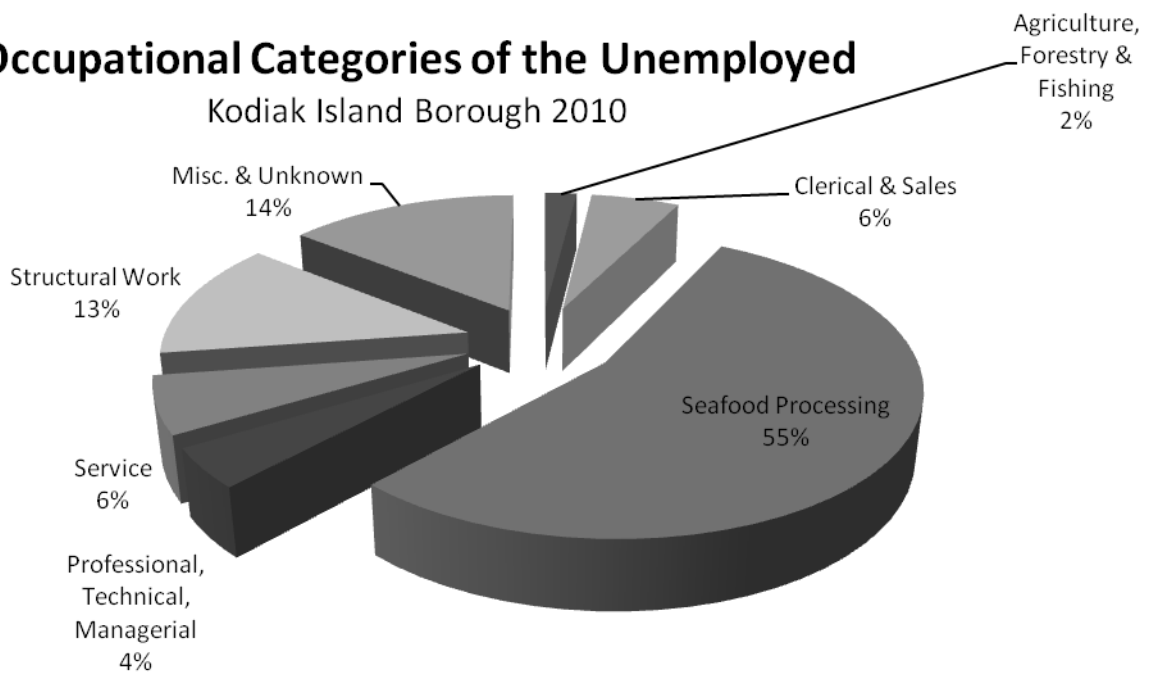 Occupational Categories of the Unemployed
Kodiak Island Borough 2010
Agriculture,
Forestry &
Fishing
2%
Clerical & Sales
6%
Seafood Processing
55%
Professional,
Technical,
Managerial
4%
Service
6%
Structural Work
13%
Misc. & Unknown
14%